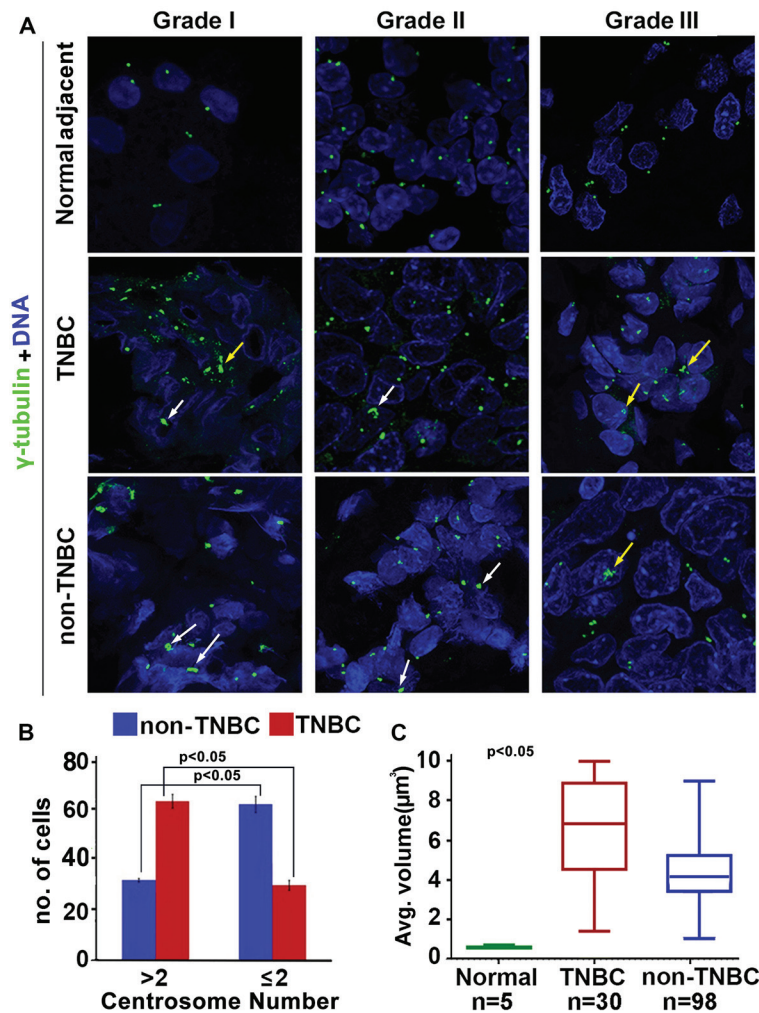 A
Grade I Grade II Grade III
Normal adjacent
TNBC
non-TNBC
γ-tubulin + DNA
B
non-TNBC TNBC
p<0.05
p<0.05
80
60
40
20
0
no. of cells
>2 ≤2
Centrosome Number
C
p<0.05
10
8
6
4
2
0
Avg. volume(µm³)
Normal TNBC non-TNBC
n=5 n=30 n=98